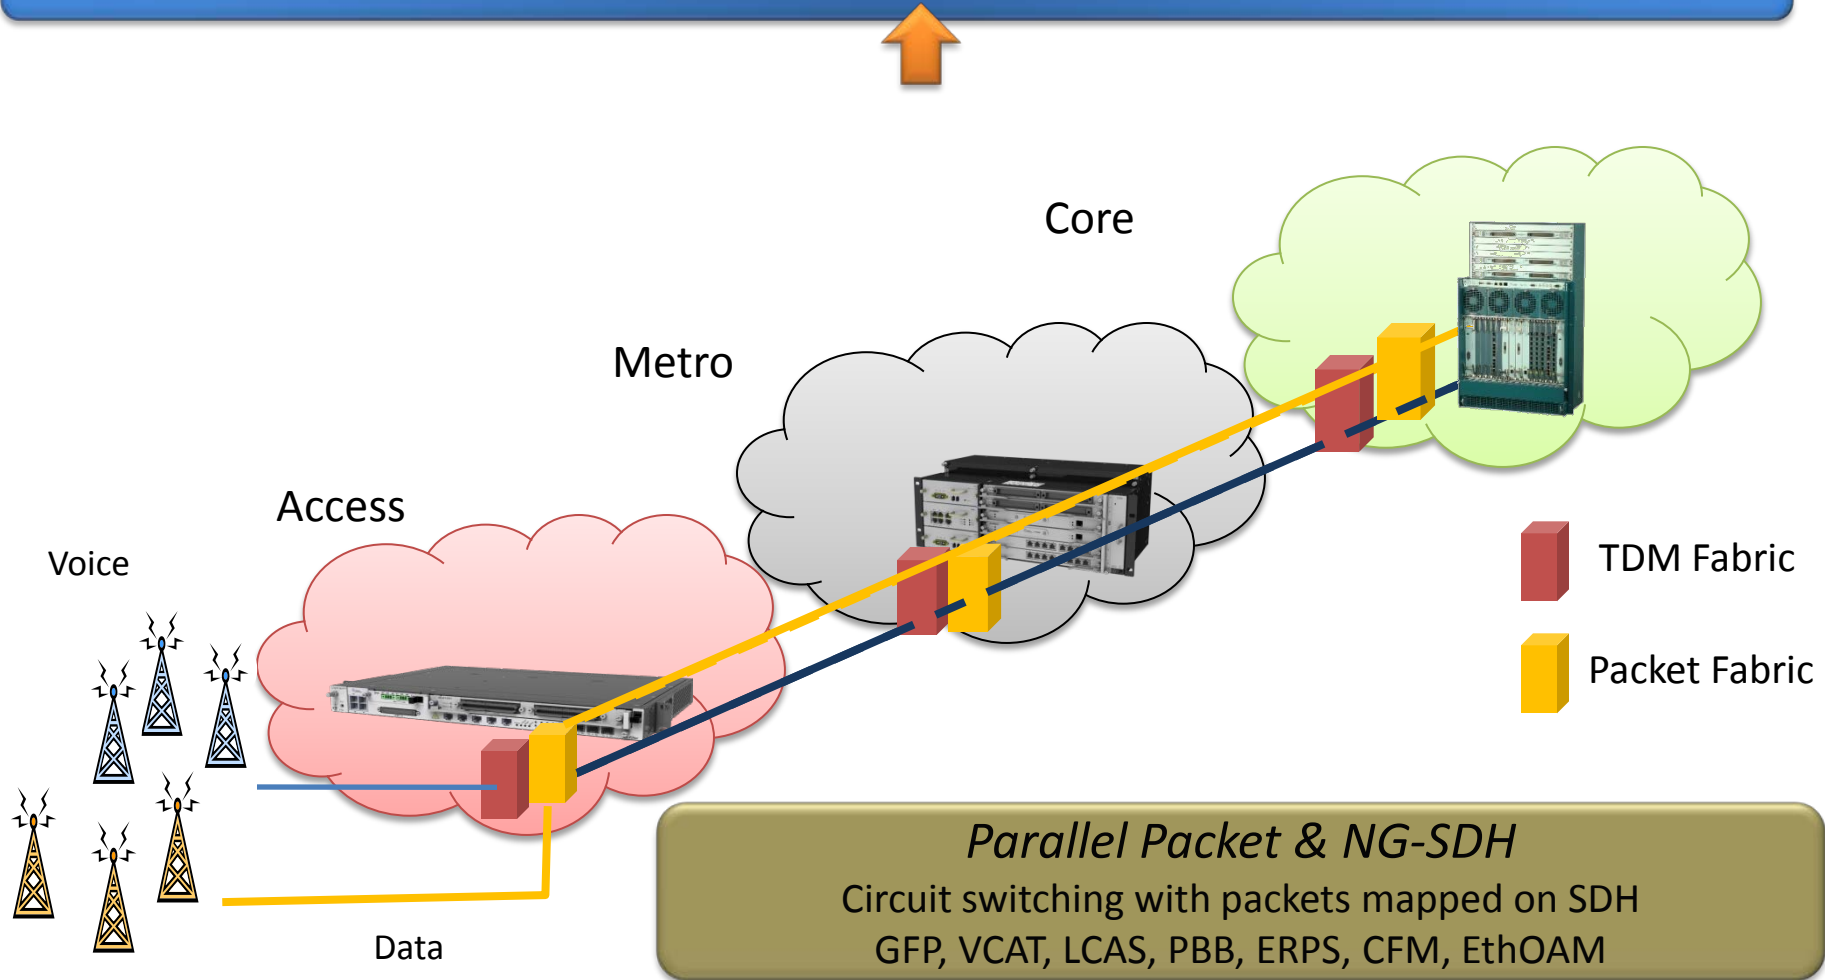 Core
Metro
Access
Voice
TDM Fabric
Packet Fabric
Data
Parallel Packet & NG-SDH
Circuit switching with packets mapped on SDH
GFP, VCAT, LCAS, PBB, ERPS, CFM, EthOAM